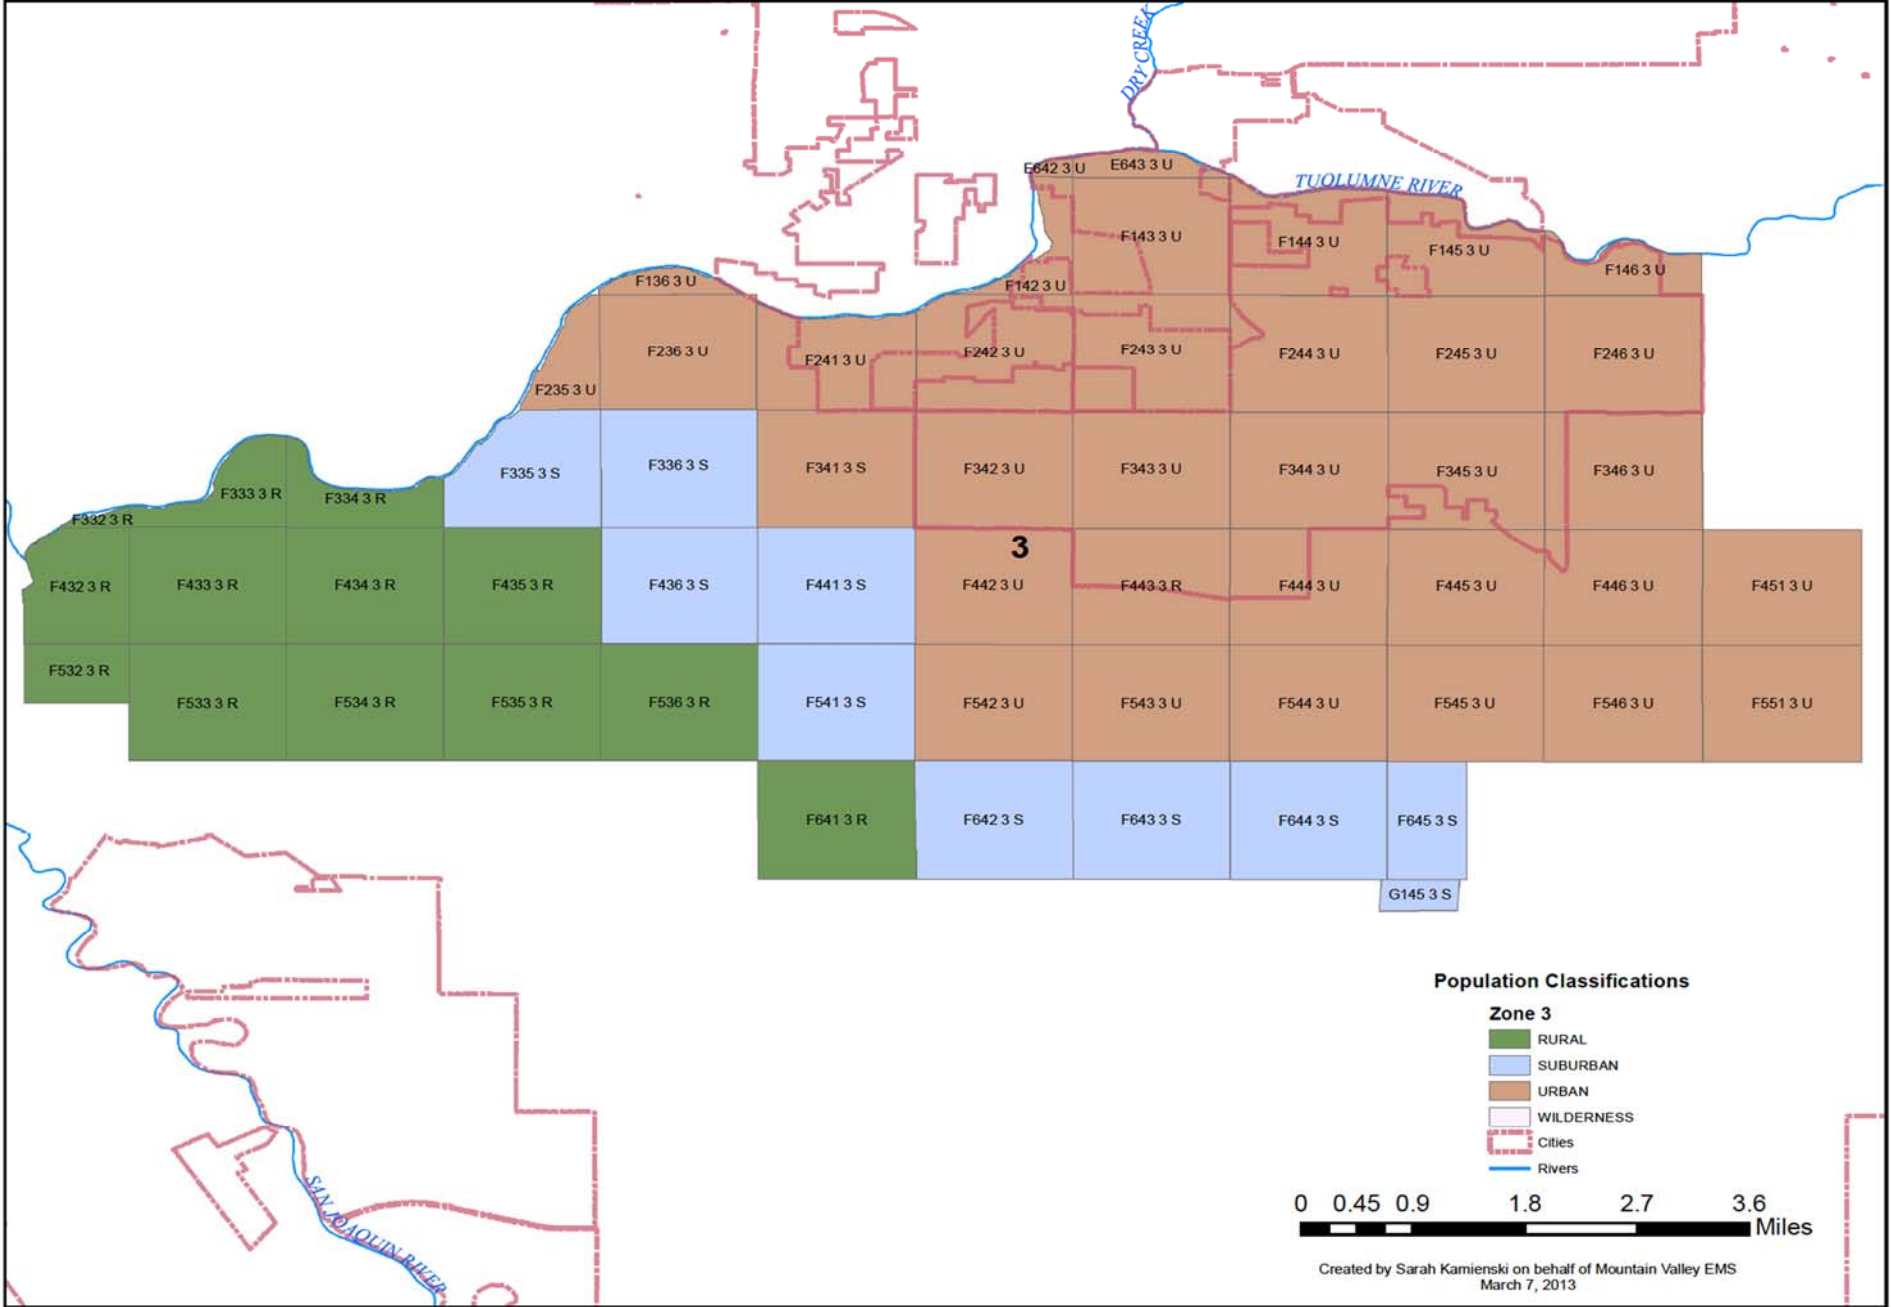 DRY CREEK
E642 3 U
E643 3 U
TUOLUMNE RIVER
F143 3 U
F144 3 U
F145 3 U
F146 3 U
F136 3 U
F142 3 U
F236 3 U
F235 3 U
F241 3 U
F242 3 U
F243 3 U
F244 3 U
F245 3 U
F246 3 U
F332 3 R
F333 3 R
F334 3 R
F335 3 S
F336 3 S
F341 3 S
F342 3 U
F343 3 U
F344 3 U
F345 3 U
F346 3 U
3
F432 3 R
F433 3 R
F434 3 R
F435 3 R
F436 3 S
F441 3 S
F442 3 U
F443 3 R
F444 3 U
F445 3 U
F446 3 U
F451 3 U
F532 3 R
F533 3 R
F534 3 R
F535 3 R
F536 3 R
F541 3 S
F542 3 U
F543 3 U
F544 3 U
F545 3 U
F546 3 U
F551 3 U
F641 3 R
F642 3 S
F643 3 S
F644 3 S
F645 3 S
G145 3 S
SAN JOAQUIN RIVER
Population Classifications
Zone 3
RURAL
SUBURBAN
URBAN
WILDERNESS
Cities
Rivers
0 0.45 0.9 1.8 2.7 3.6
Miles
Created by Sarah Kamienski on behalf of Mountain Valley EMS
March 7, 2013